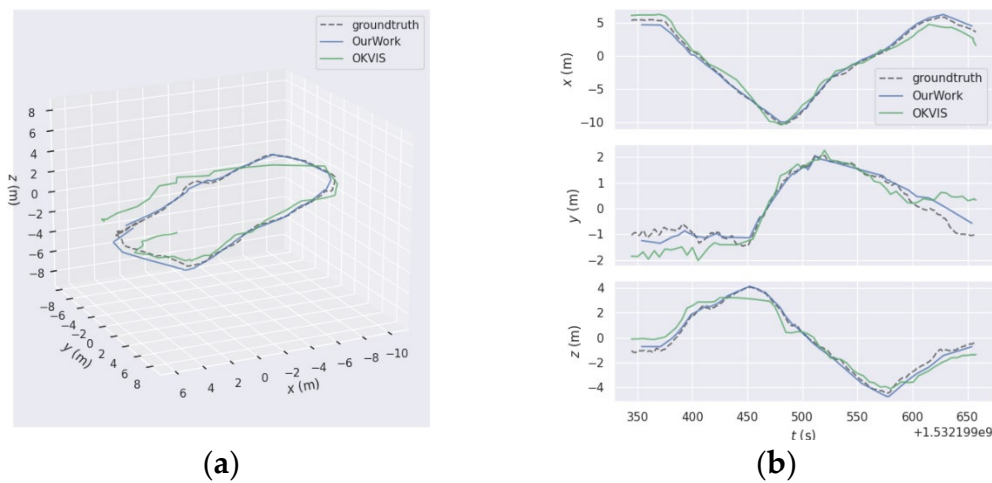 groundtruth
OurWork
OKVIS
8
6
4
2
0
−2
−4
−6
−8
z (m)
−8
−6
−4
−2
0
2
4
6
8
y (m)
6
4
2
0
−2
−4
−6
−8
−10
x (m)
(a)
5
0
−5
−10
x (m)
groundtruth
OurWork
OKVIS
2
1
0
−1
−2
y (m)
4
2
0
−2
−4
z (m)
350 400 450 500 550 600 650
t (s)
+1.532199e9
(b)